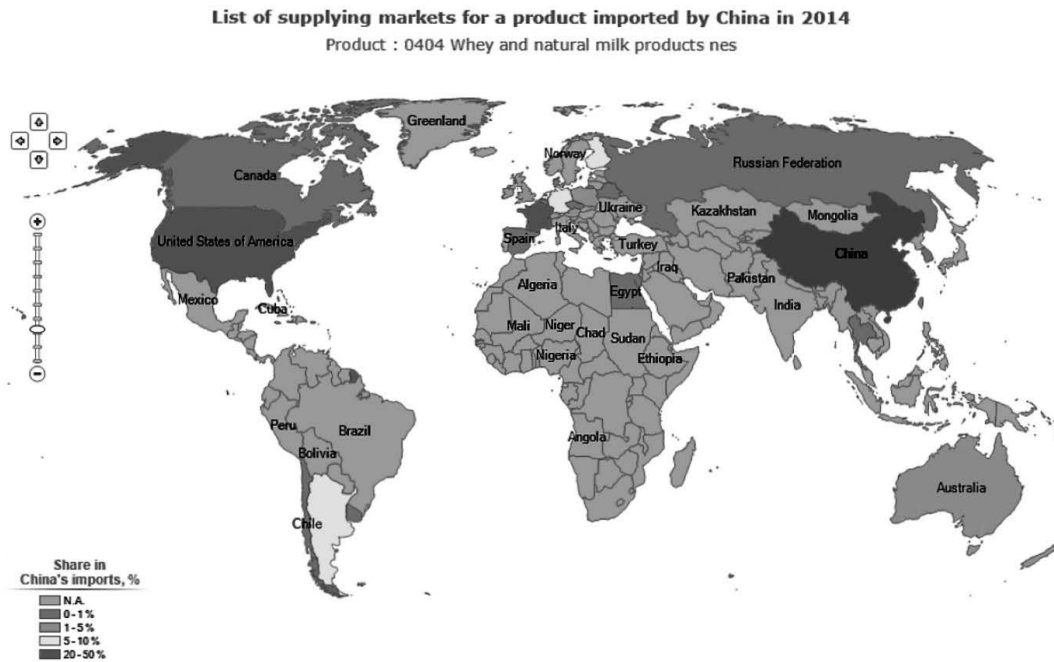 List of supplying markets for a product imported by China in 2014
Product : 0404 Whey and natural milk products nes
Greenland
Norway
Russian Federation
Canada
Ukraine
Kazakhstan
Mongolia
United States of America
Spain
Italy
Turkey
China
Iraq
Pakistan
Mexico
Cuba
Algeria
Egypt
India
Mali
Niger
Chad
Sudan
Nigeria
Ethiopia
Peru
Brazil
Angola
Bolivia
Australia
Chile
Share in
China's imports, %
N.A.
0-1%
1-5%
5-10%
20-50%